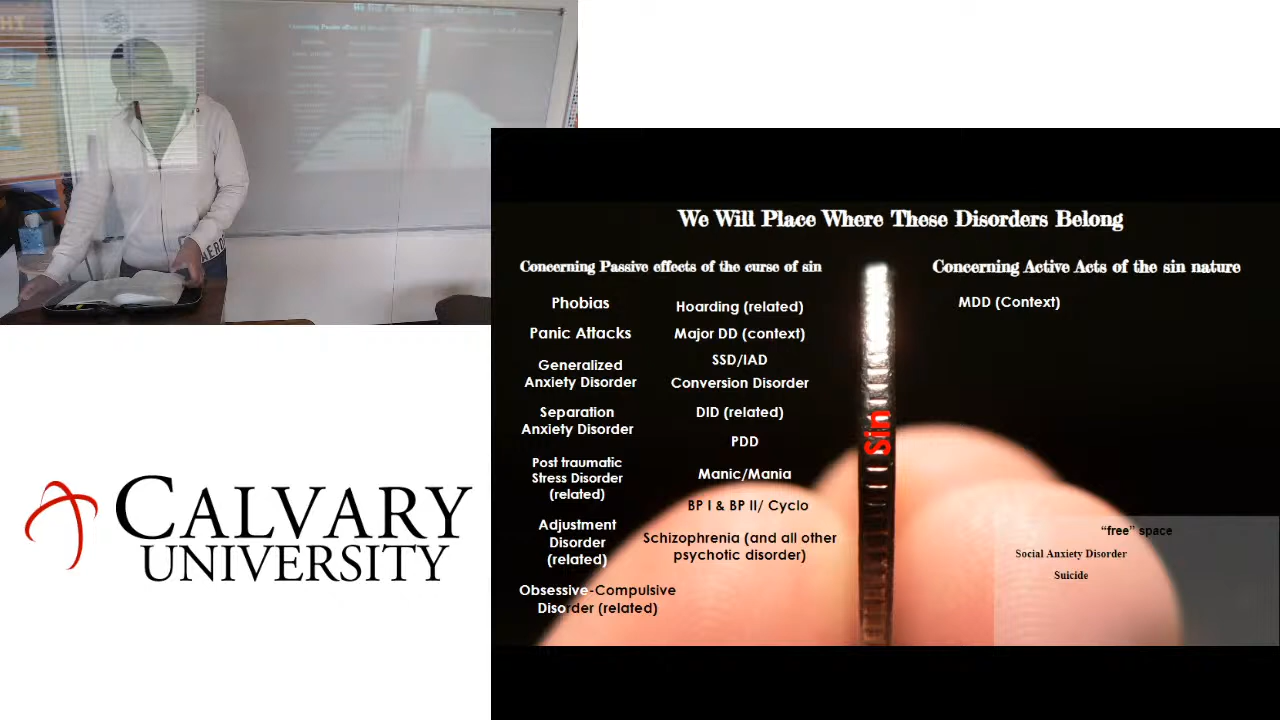 We Will Place Where These Disorders Belong
Concerning Passive effects of the curse of sin
Phobias
Panic Attacks
Generalized
Anxiety Disorder
Separation
Anxiety Disorder
Post traumatic
Stress Disorder
(related)
Adjustment
Disorder
(related)
Obsessive-Compulsive
Disorder (related)
Hoarding (related)
Major DD (context)
SSD/IAD
Conversion Disorder
DID (related)
PDD
Manic/Mania
BP I & BP II/ Cyclo
Schizophrenia (and all other
psychotic disorder)
Sin
Concerning Active Acts of the sin nature
MDD (Context)
“free” space
Social Anxiety Disorder
Suicide
CALVARY
UNIVERSITY